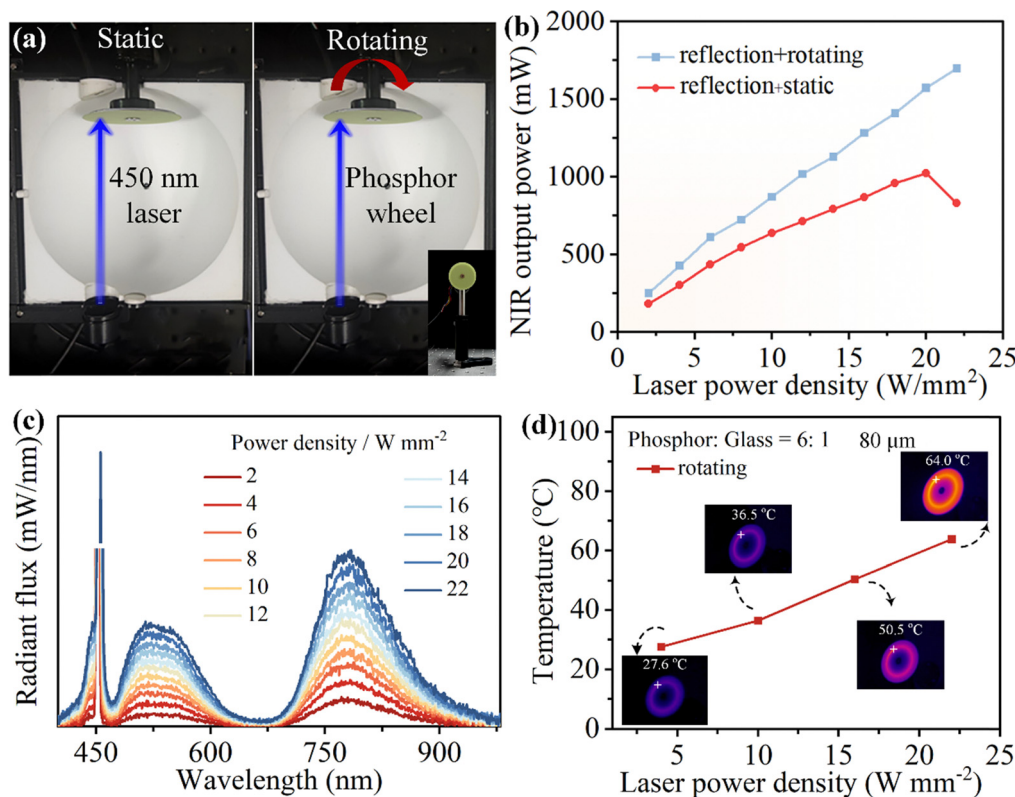 (a)
Static
Rotating
450 nm
laser
Phosphor
wheel
(b)
NIR output power (mW)
2000
1500
1000
500
0
reflection+rotating
reflection+static
0 5 10 15 20 25
Laser power density (W/mm²)
(c)
Radiant flux (mW/nm)
Power density / W mm⁻²
2
4
6
8
10
12
14
16
18
20
22
450 600 750 900
Wavelength (nm)
(d)
Temperature (°C)
100
80
60
40
20
0
Phosphor: Glass = 6: 1 80 μm
rotating
27.6 °C
36.5 °C
50.5 °C
64.0 °C
5 10 15 20 25
Laser power density (W mm⁻²)